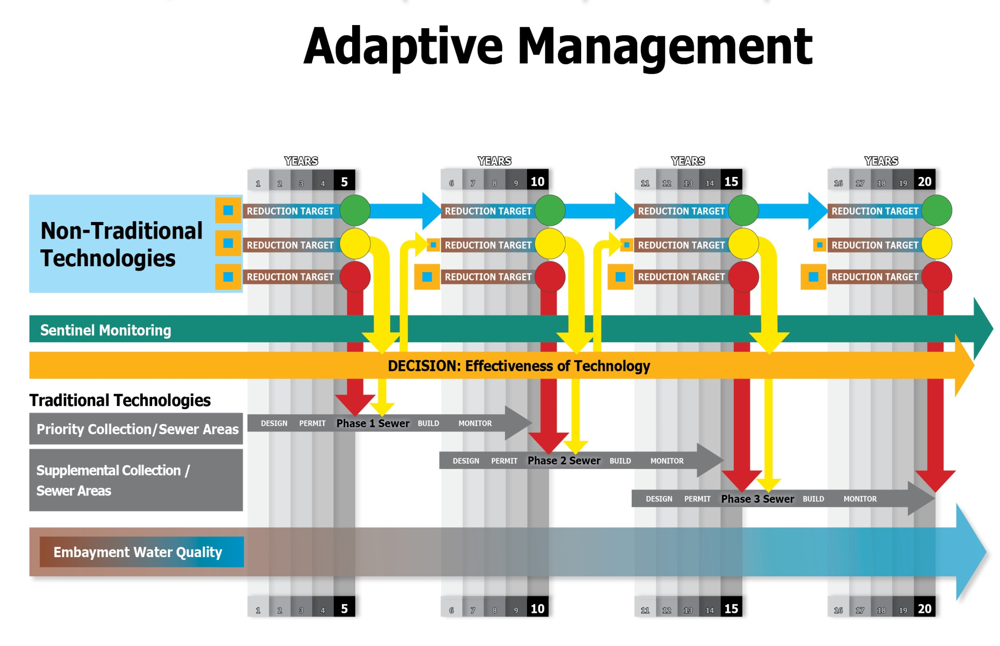 Adaptive Management
YEARS YEARS YEARS YEARS
1 2 3 4 5 6 7 8 9 10 11 12 13 14 15 16 17 18 19 20
Non-Traditional
Technologies
REDUCTION TARGET REDUCTION TARGET REDUCTION TARGET REDUCTION TARGET
REDUCTION TARGET REDUCTION TARGET REDUCTION TARGET REDUCTION TARGET
REDUCTION TARGET REDUCTION TARGET REDUCTION TARGET REDUCTION TARGET
Sentinel Monitoring
DECISION: Effectiveness of Technology
Traditional Technologies
Priority Collection/Sewer Areas
DESIGN PERMIT Phase 1 Sewer BUILD MONITOR
Supplemental Collection /
Sewer Areas
DESIGN PERMIT Phase 2 Sewer BUILD MONITOR
DESIGN PERMIT Phase 3 Sewer BUILD MONITOR
Embayment Water Quality
1 2 3 4 5 6 7 8 9 10 11 12 13 14 15 16 17 18 19 20